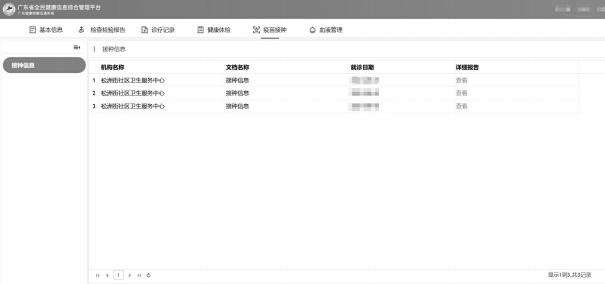 广东省全民健康信息综合管理平台
基本信息 检查检验报告 诊疗记录 健康体检 疫苗接种 血液管理
接种信息
接种信息
机构名称 文档名称 就诊日期 详细报告
1 松洲街社区卫生服务中心 接种信息 查看
2 松洲街社区卫生服务中心 接种信息 查看
3 松洲街社区卫生服务中心 接种信息 查看
1
显示1到3,共3记录